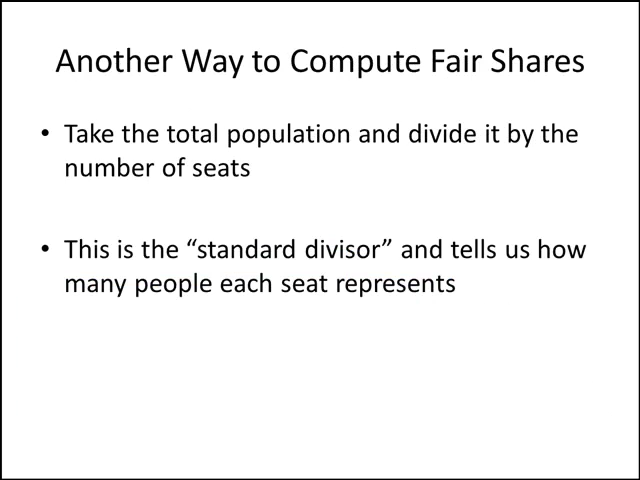 Another Way to Compute Fair Shares
• Take the total population and divide it by the
number of seats
• This is the “standard divisor” and tells us how
many people each seat represents